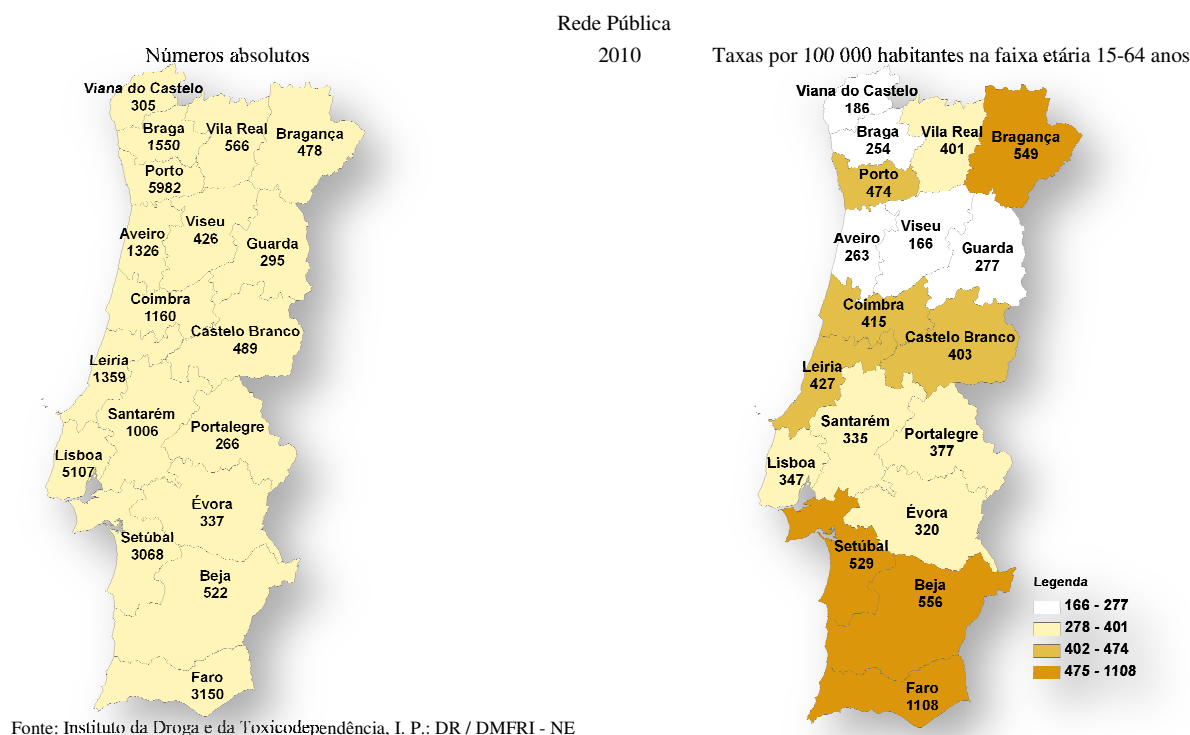 Rede Pública
Números absolutos
2010
Taxas por 100 000 habitantes na faixa etária 15-64 anos
Viana do Castelo
305
Braga
1550
Vila Real
566
Bragança
478
Porto
5982
Viseu
426
Aveiro
1326
Guarda
295
Coimbra
1160
Castelo Branco
489
Leiria
1359
Santarém
1006
Portalegre
266
Lisboa
5107
Évora
337
Setúbal
3068
Beja
522
Faro
3150
Viana do Castelo
186
Braga
254
Vila Real
401
Bragança
549
Porto
474
Viseu
166
Aveiro
263
Guarda
277
Coimbra
415
Castelo Branco
403
Leiria
427
Santarém
335
Portalegre
377
Lisboa
347
Évora
320
Setúbal
529
Beja
556
Faro
1108
Legenda
166 - 277
278 - 401
402 - 474
475 - 1108
Fonte: Instituto da Droga e da Toxicodependência, I. P.: DR / DMFRI - NE